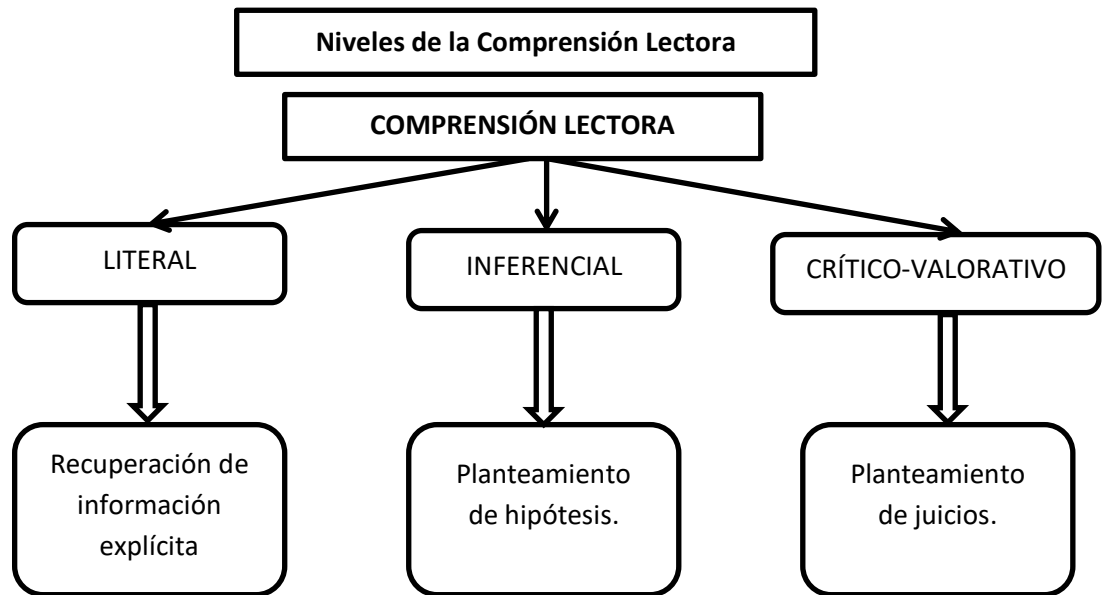 Niveles de la Comprensión Lectora
COMPRENSIÓN LECTORA
LITERAL
INFERENCIAL
CRÍTICO-VALORATIVO
Recuperación de
información
explícita
Planteamiento
de hipótesis.
Planteamiento
de juicios.